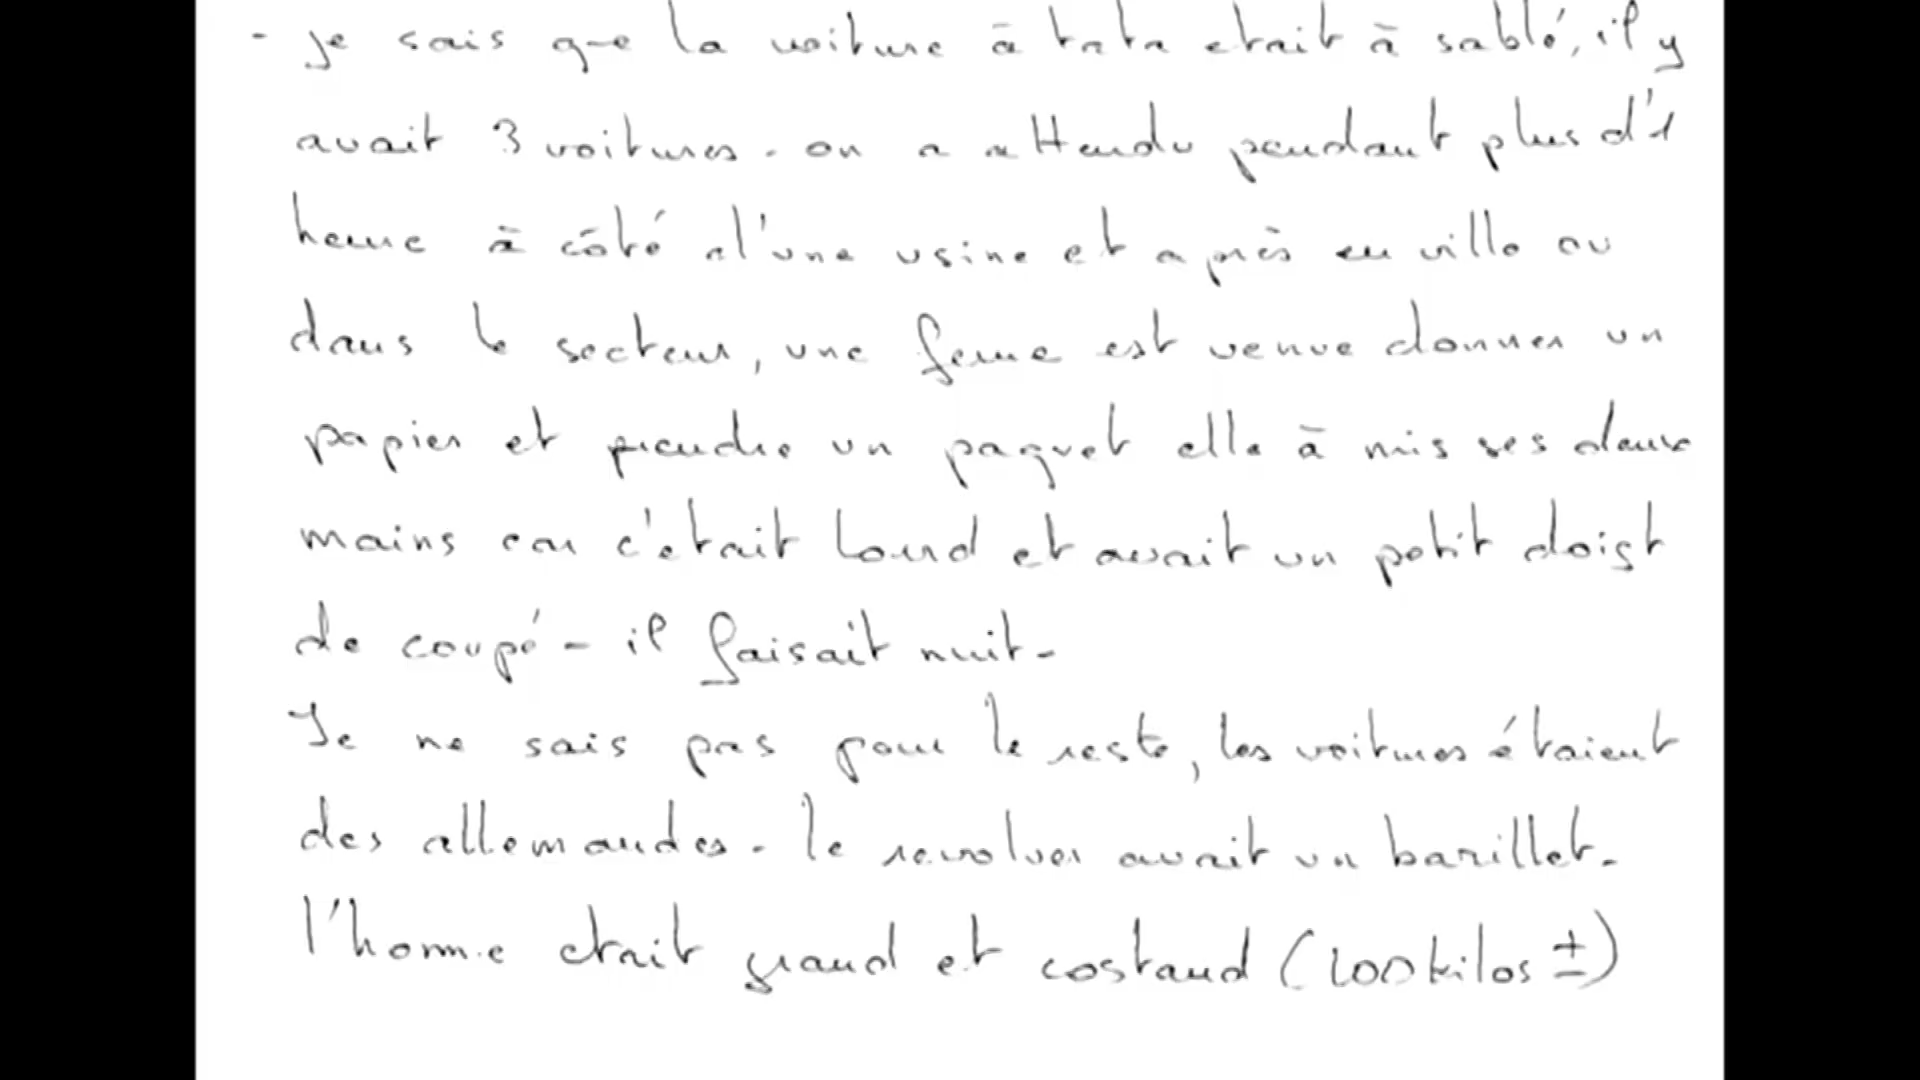 - je sais que la voiture à tata etait à sablé, il y
avait 3 voitures. on a attendu pendant plus d'1
heure à côté d'une usine et après en ville ou
dans le secteur, une feme est venue donner un
papier et prendre un paquet elle à mis ses deux
mains car c'etait lourd et avait un petit doigt
de coupé - il faisait nuit -
Je ne sais pas pour le reste, les voitures étaient
des allemandes. le revolver avait un barillet.
l'homme etait grand et costaud (100 kilos ±)